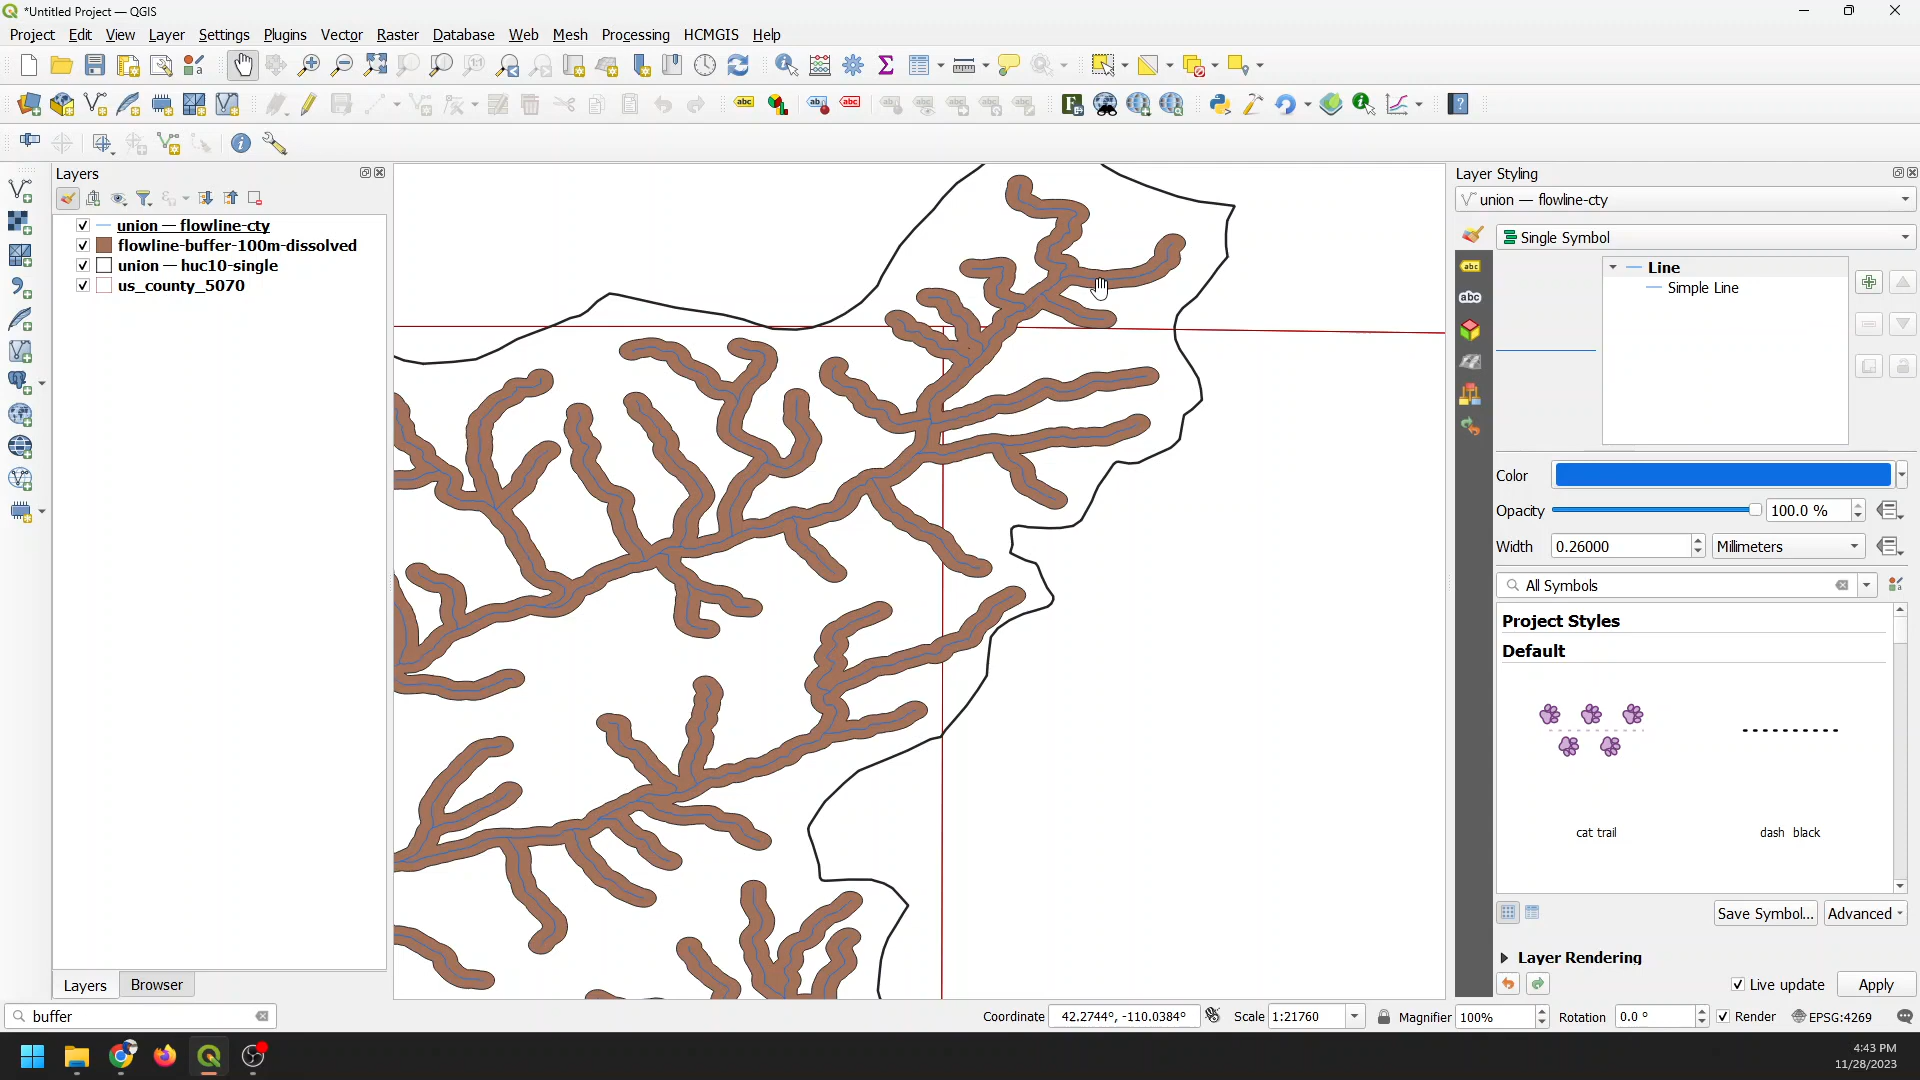 *Untitled Project — QGIS
Project Edit View Layer Settings Plugins Vector Raster Database Web Mesh Processing HCMGIS Help
Layers
union — flowline-cty
flowline-buffer-100m-dissolved
union — huc10-single
us_county_5070
Layers Browser
Layer Styling
union — flowline-cty
Single Symbol
Line
Simple Line
Color
Opacity 100.0 %
Width 0.26000 Millimeters
All Symbols
Project Styles
Default
cat trail dash black
Save Symbol... Advanced
Layer Rendering
Live update Apply
buffer
Coordinate 42.2744°, -110.0384° Scale 1:21760 Magnifier 100% Rotation 0.0 ° Render EPSG:4269
4:43 PM
11/28/2023